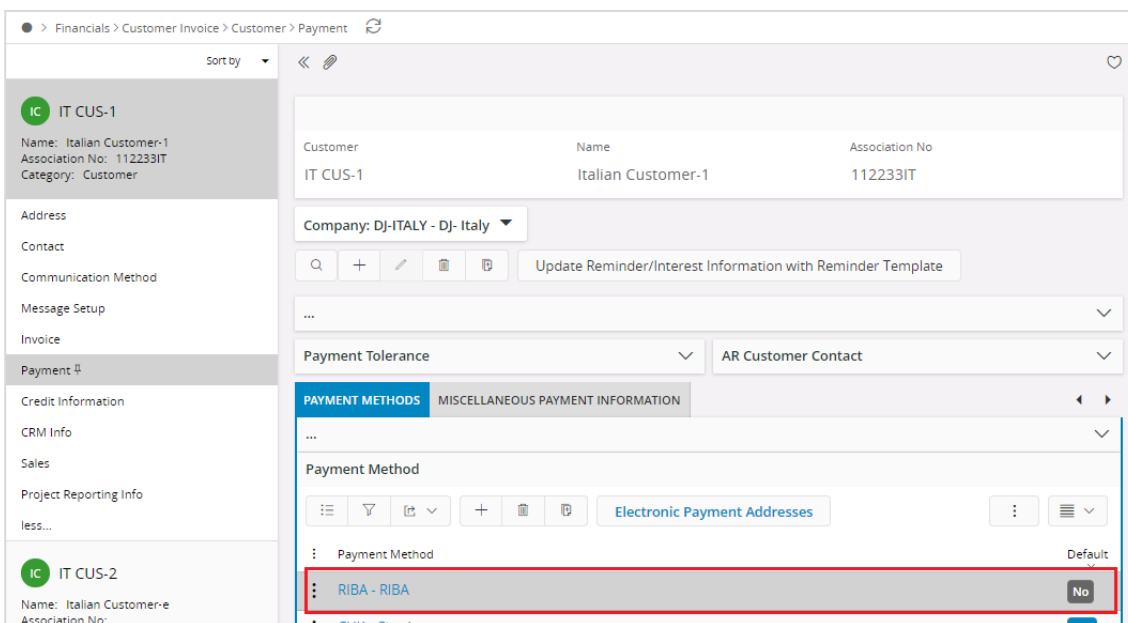 > Financials > Customer Invoice > Customer > Payment
Sort by
IC IT CUS-1
Name: Italian Customer-1
Association No: 112233IT
Category: Customer
Address
Contact
Communication Method
Message Setup
Invoice
Payment
Credit Information
CRM Info
Sales
Project Reporting Info
less...
IC IT CUS-2
Name: Italian Customer-e
Association No:
Customer Name Association No
IT CUS-1 Italian Customer-1 112233IT
Company: DJ-ITALY - DJ- Italy
Update Reminder/Interest Information with Reminder Template
...
Payment Tolerance
AR Customer Contact
PAYMENT METHODS MISCELLANEOUS PAYMENT INFORMATION
...
Payment Method
Electronic Payment Addresses
Payment Method Default
RIBA - RIBA No